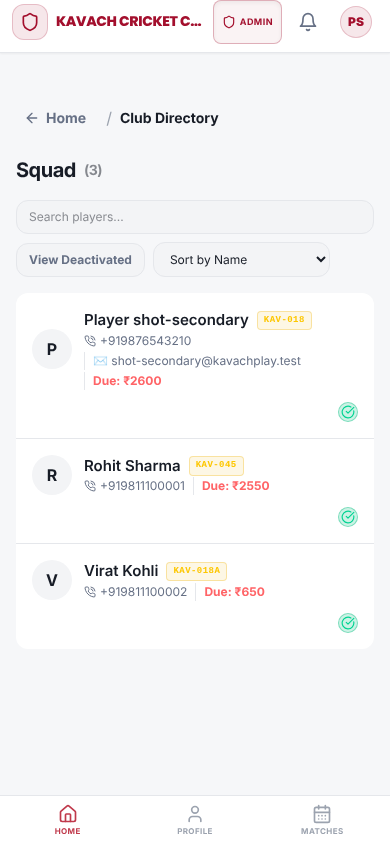 KAVACH CRICKET C...
ADMIN
PS
Home / Club Directory
Squad (3)
Search players...
View Deactivated
Sort by Name
P
Player shot-secondary KAV-018
+919876543210
shot-secondary@kavachplay.test
Due: ₹2600
R
Rohit Sharma KAV-045
+919811100001 Due: ₹2550
V
Virat Kohli KAV-018A
+919811100002 Due: ₹650
HOME
PROFILE
MATCHES